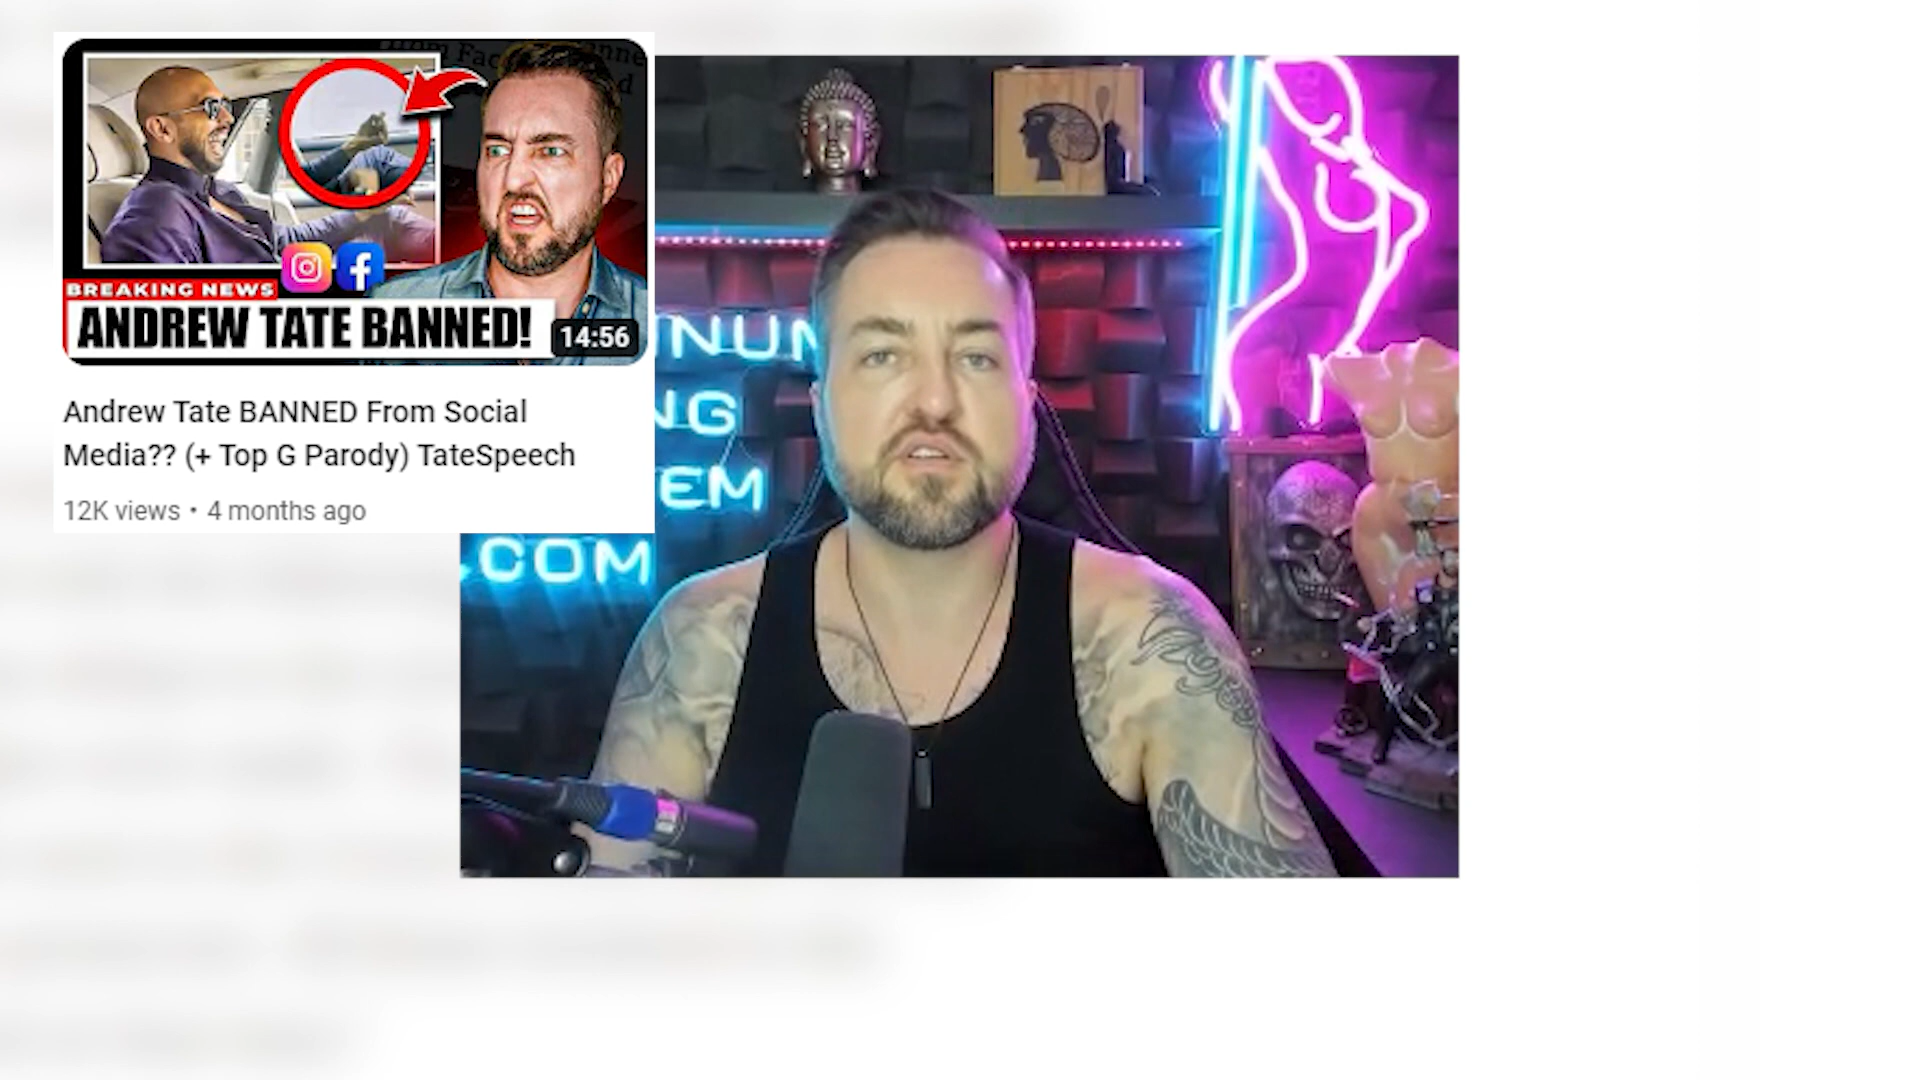 BREAKING NEWS
ANDREW TATE BANNED!
14:56
Andrew Tate BANNED From Social
Media?? (+ Top G Parody) TateSpeech
12K views • 4 months ago
NUM
NG
EM
.COM